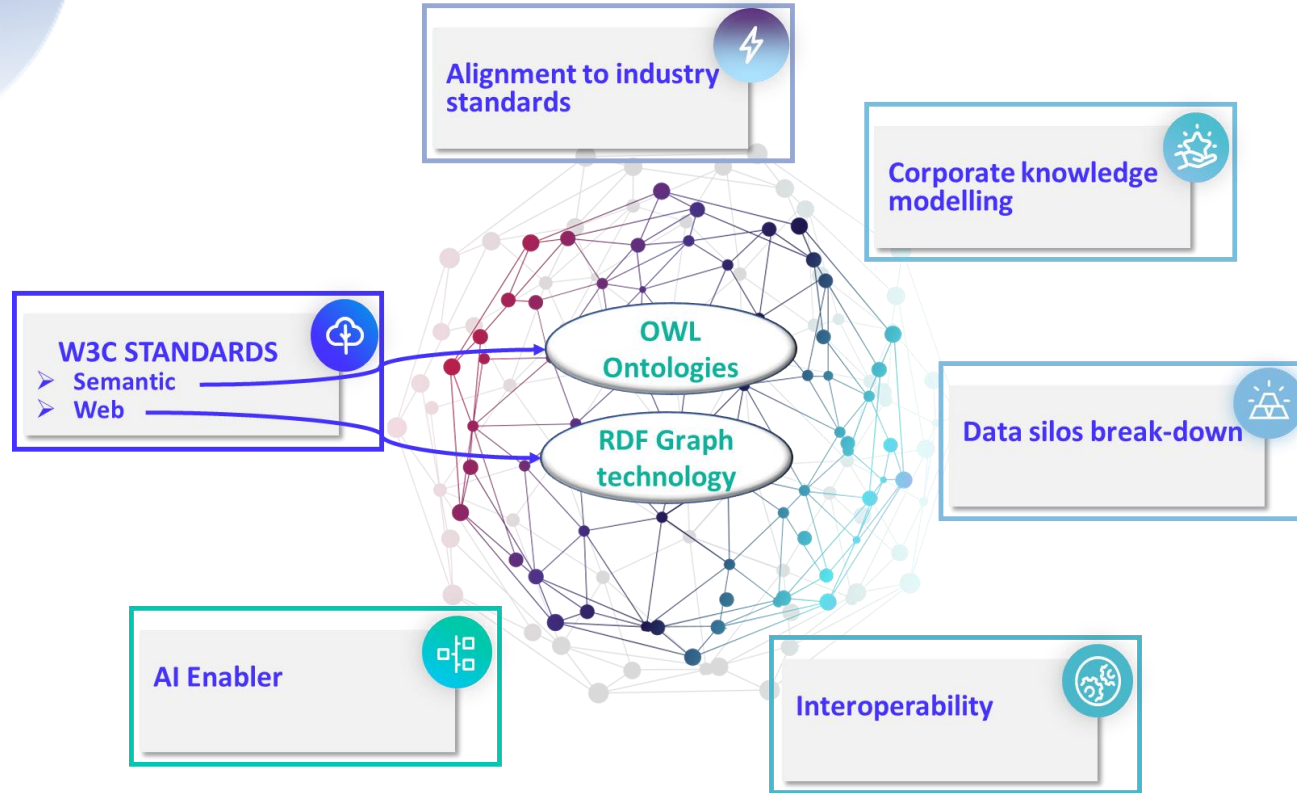 Alignment to industry
standards
Corporate knowledge
modelling
W3C STANDARDS
➢ Semantic
➢ Web
OWL
Ontologies
RDF Graph
technology
Data silos break-down
AI Enabler
Interoperability